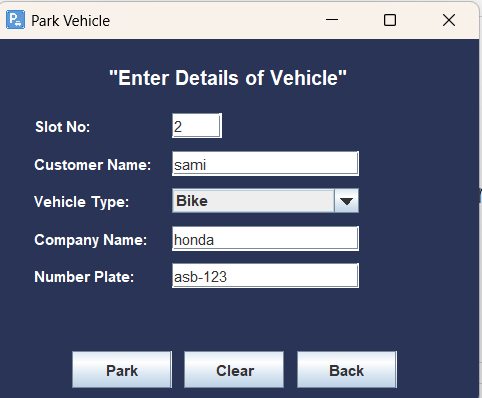 Park Vehicle
"Enter Details of Vehicle"
Slot No: 2
Customer Name: sami
Vehicle Type: Bike
Company Name: honda
Number Plate: asb-123
Park Clear Back